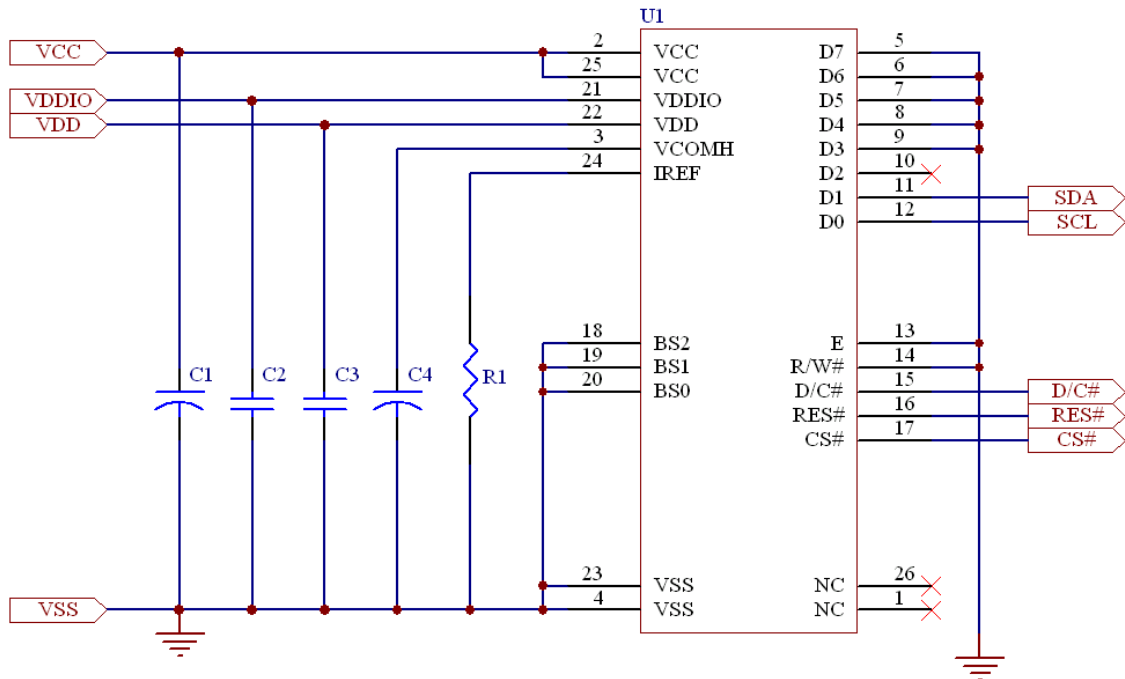 U1
VCC 2 VCC D7 5
25 VCC D6 6
VDDIO 21 VDDIO D5 7
VDD 22 VDD D4 8
3 VCOMH D3 9
24 IREF D2 10
D1 11 SDA
D0 12 SCL
18 BS2 E 13
19 BS1 R/W# 14
20 BS0 D/C# 15 D/C#
RES# 16 RES#
CS# 17 CS#
C1 C2 C3 C4 R1
23 VSS NC 26
VSS 4 VSS NC 1